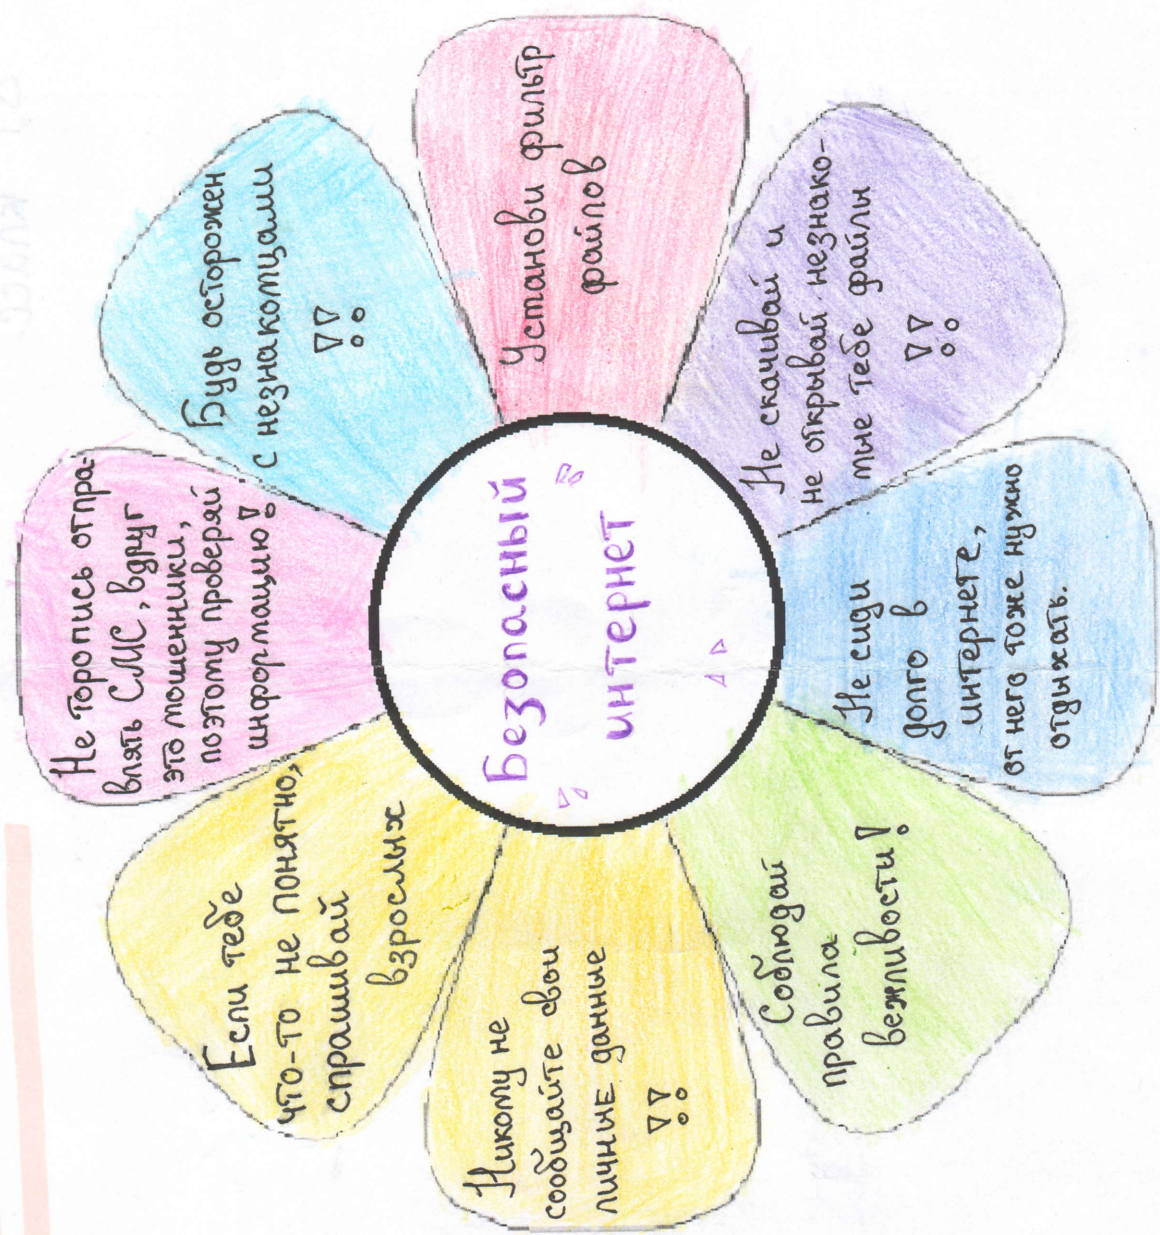 Безопасный
интернет
Не торопись отпра-
влять СМС, вдруг
это мошенники,
поэтому проверяй
информацию!
Будь осторожен
с незнакомцами
!!
Установи фильтр
файлов
Не скачивай и
не открывай незнако-
мые тебе файлы
!!
Не сиди
долго в
интернете,
от него тоже нужно
отдыхать.
Соблюдай
правила
вежливости!
Никому не
сообщайте свои
личные данные
!!
Если тебе
что-то не понятно,
спрашивай
взрослых